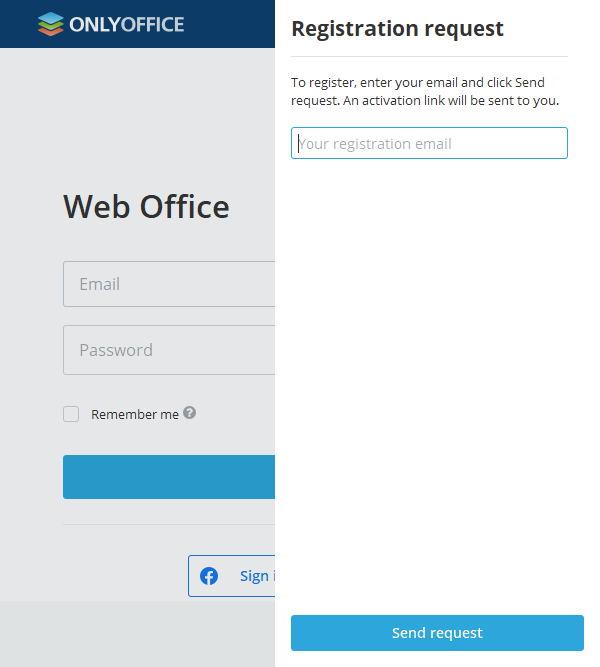 ONLYOFFICE
Web Office
Email
Password
Remember me ?
Sign i
Registration request
To register, enter your email and click Send
request. An activation link will be sent to you.
Your registration email
Send request